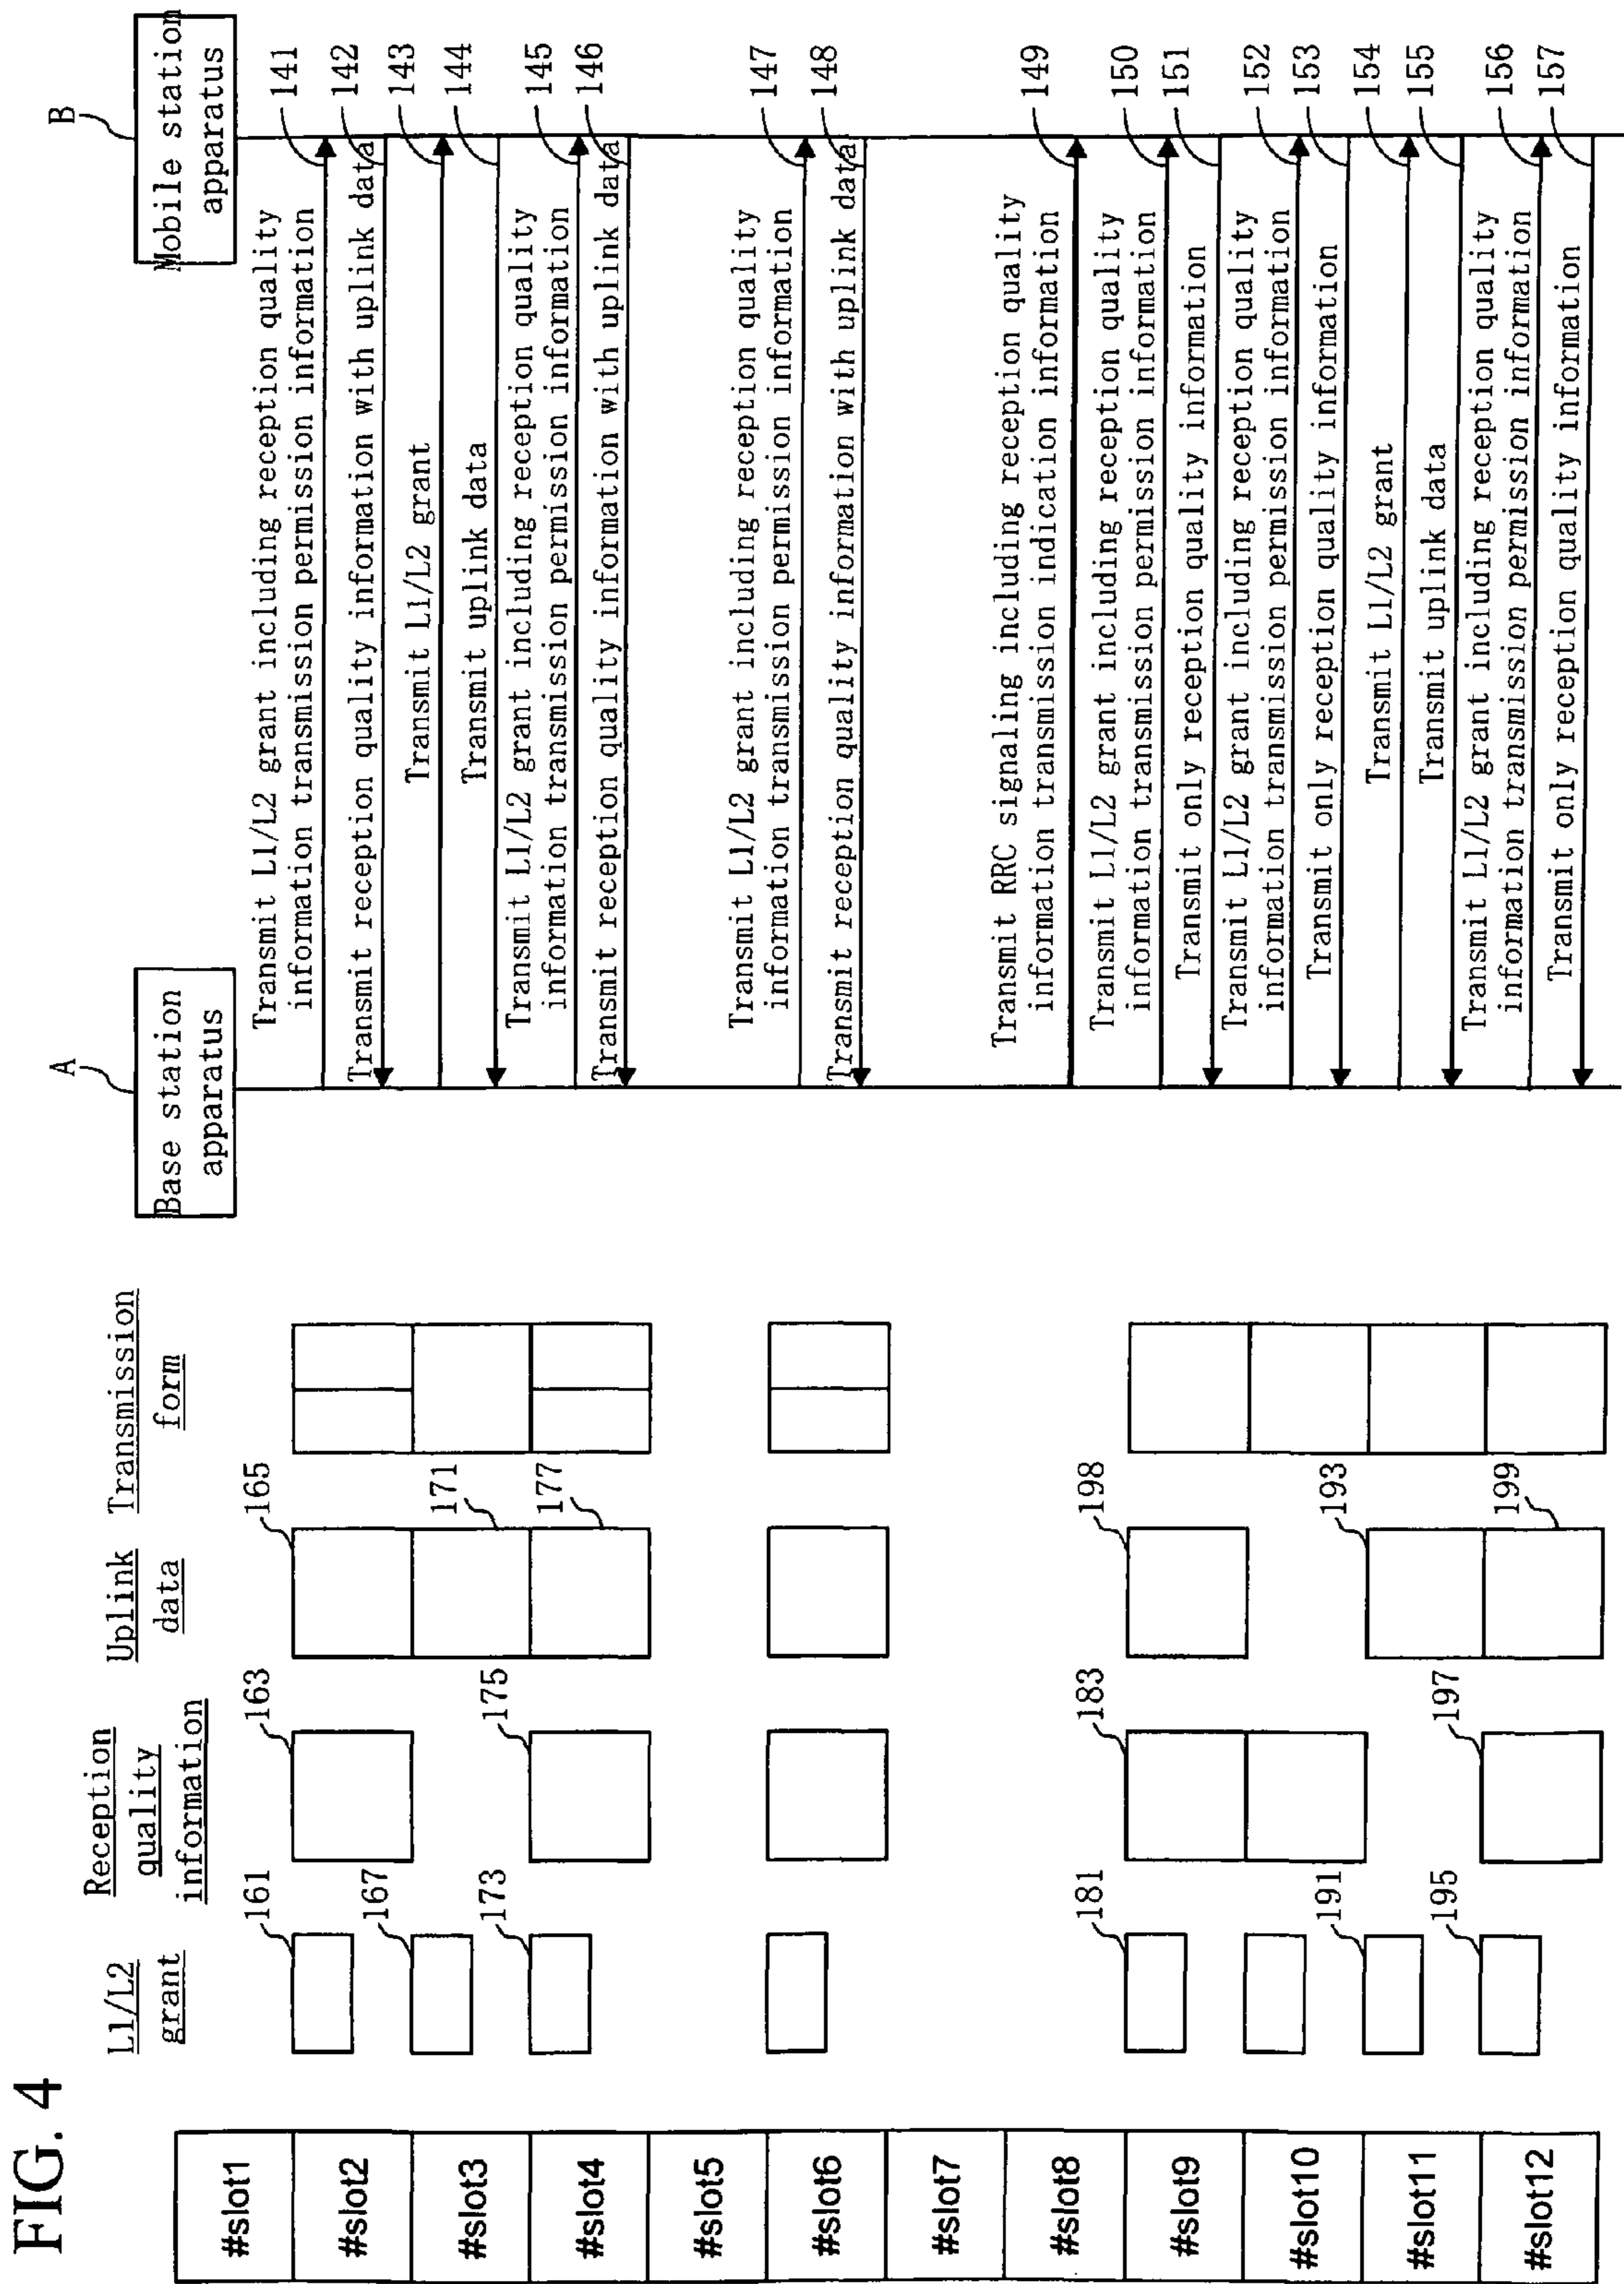 FIG. 4
#slot1
#slot2
#slot3
#slot4
#slot5
#slot6
#slot7
#slot8
#slot9
#slot10
#slot11
#slot12
L1/L2
grant
161
167
173
181
191
195
Reception
quality
information
163
175
183
197
Uplink
data
165
171
177
198
193
199
Transmission
form
A
Base station
apparatus
B
Mobile station
apparatus
Transmit L1/L2 grant including reception quality
information transmission permission information
141
Transmit reception quality information with uplink data
142
Transmit L1/L2 grant
143
Transmit uplink data
144
Transmit L1/L2 grant including reception quality
information transmission permission information
145
Transmit reception quality information with uplink data
146
Transmit L1/L2 grant including reception quality
information transmission permission information
147
Transmit reception quality information with uplink data
148
Transmit RRC signaling including reception quality
information transmission indication information
149
Transmit L1/L2 grant including reception quality
information transmission permission information
150
Transmit only reception quality information
151
Transmit L1/L2 grant including reception quality
information transmission permission information
152
Transmit only reception quality information
153
Transmit L1/L2 grant
154
Transmit uplink data
155
Transmit L1/L2 grant including reception quality
information transmission permission information
156
Transmit only reception quality information
157